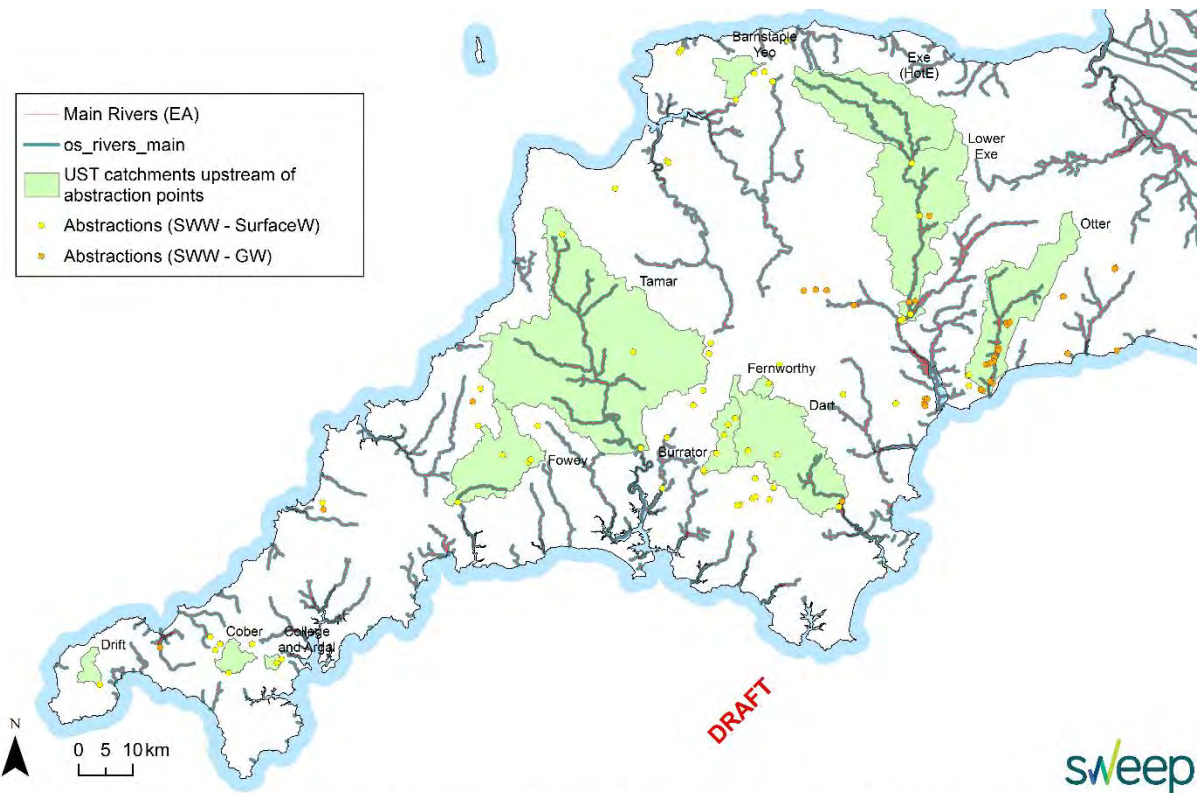 Main Rivers (EA)
os_rivers_main
UST catchments upstream of
abstraction points
Abstractions (SWW - SurfaceW)
Abstractions (SWW - GW)
Barnstaple
Yeo
Exe
(HotE)
Lower
Exe
Otter
Tamar
Fernworthy
Dart
Burrator
Fowey
Cober
College
and Argal
Drift
DRAFT
N
0 5 10 km
sweep